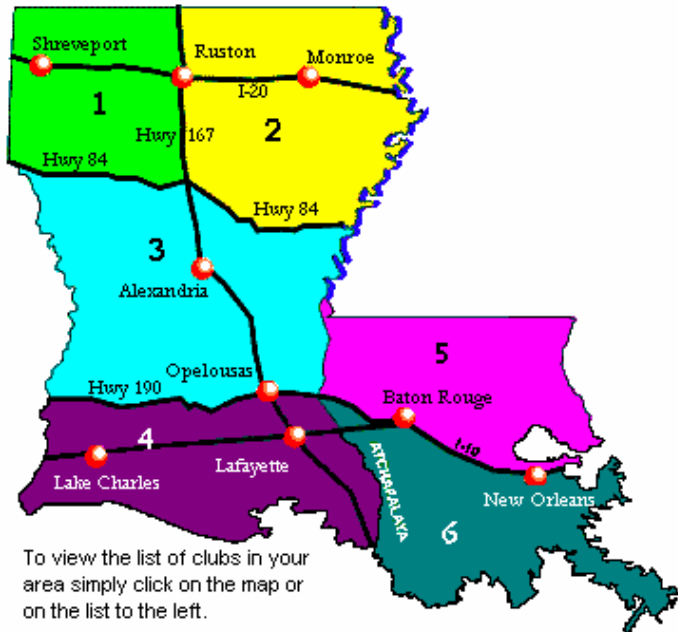 Shreveport
Ruston
Monroe
I-20
1
Hwy 167
2
Hwy 84
Hwy 84
3
Alexandria
5
Opelousas
Hwy 190
Baton Rouge
4
I-10
Lafayette
ATCHAPALAYA
Lake Charles
New Orleans
6
To view the list of clubs in your
area simply click on the map or
on the list to the left.